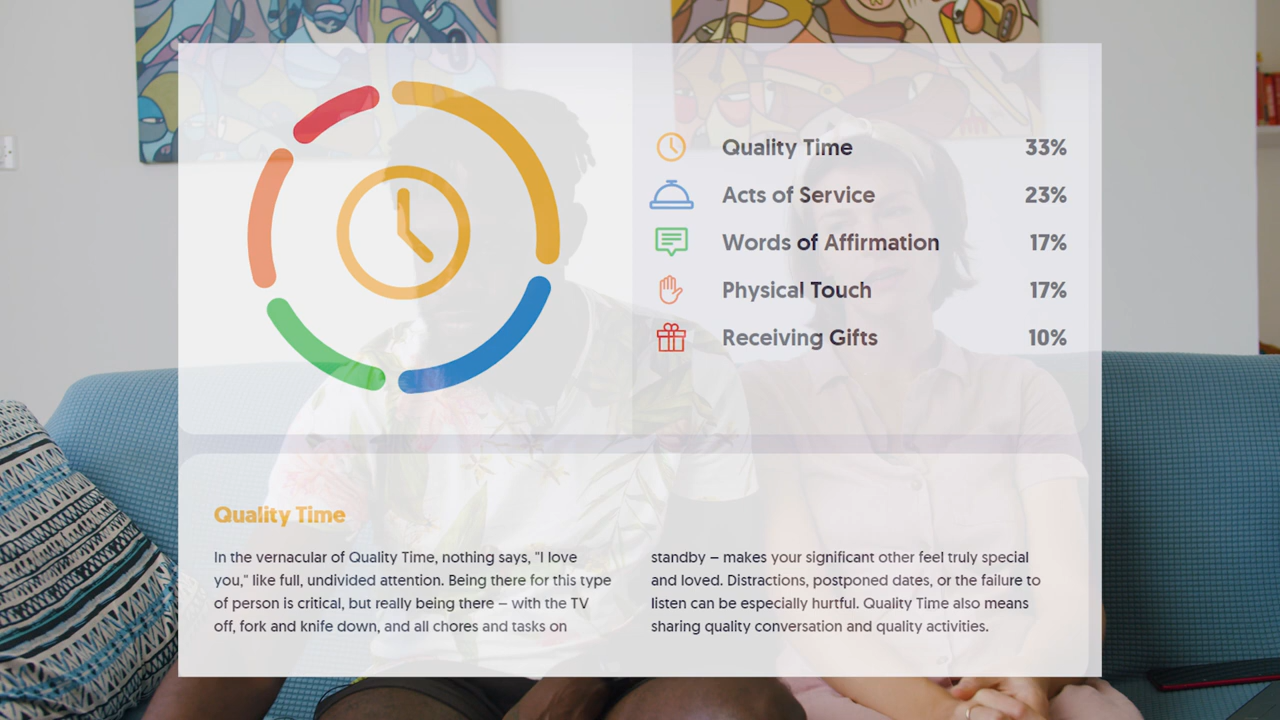 Quality Time 33%
Acts of Service 23%
Words of Affirmation 17%
Physical Touch 17%
Receiving Gifts 10%
Quality Time
In the vernacular of Quality Time, nothing says, "I love
you," like full, undivided attention. Being there for this type
of person is critical, but really being there – with the TV
off, fork and knife down, and all chores and tasks on
standby – makes your significant other feel truly special
and loved. Distractions, postponed dates, or the failure to
listen can be especially hurtful. Quality Time also means
sharing quality conversation and quality activities.